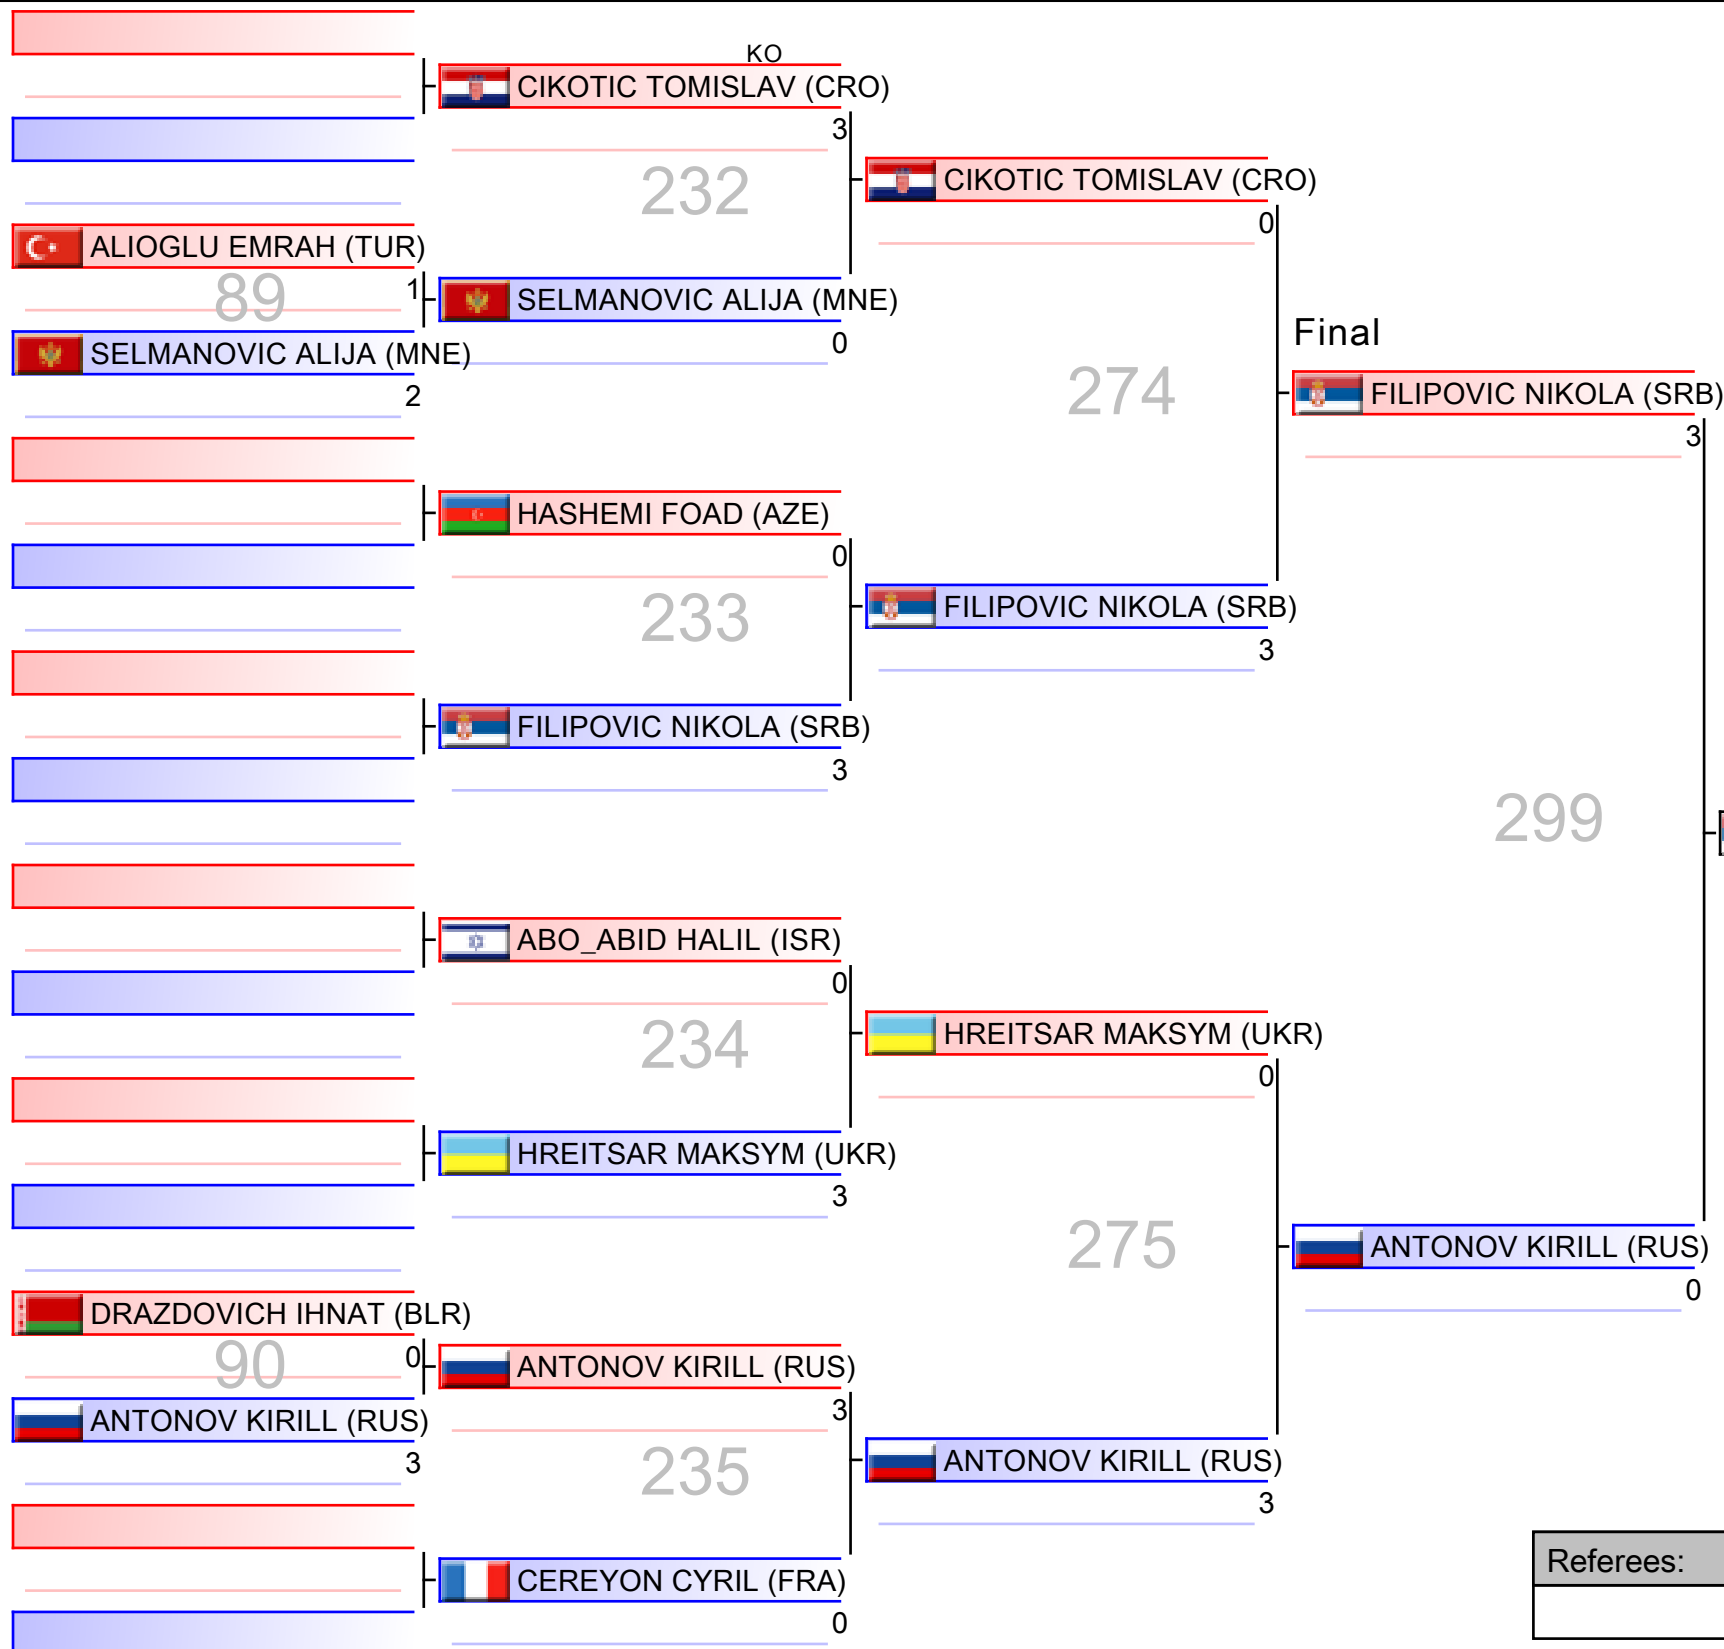 KO
CIKOTIC TOMISLAV (CRO)
3
232
CIKOTIC TOMISLAV (CRO)
0
ALIOGLU EMRAH (TUR)
89
1
SELMANOVIC ALIJA (MNE)
0
SELMANOVIC ALIJA (MNE)
2
274
Final
FILIPOVIC NIKOLA (SRB)
3
HASHEMI FOAD (AZE)
0
233
FILIPOVIC NIKOLA (SRB)
3
FILIPOVIC NIKOLA (SRB)
3
299
ABO_ABID HALIL (ISR)
0
234
HREITSAR MAKSYM (UKR)
0
HREITSAR MAKSYM (UKR)
3
275
ANTONOV KIRILL (RUS)
0
DRAZDOVICH IHNAT (BLR)
90
0
ANTONOV KIRILL (RUS)
3
ANTONOV KIRILL (RUS)
3
235
ANTONOV KIRILL (RUS)
3
CEREYON CYRIL (FRA)
0
Referees: